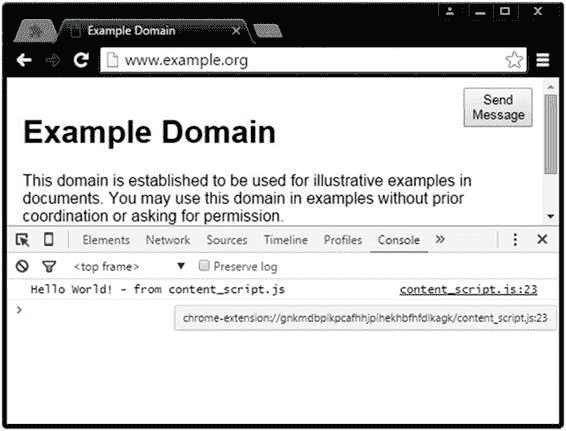 Example Domain
www.example.org
Send
Message
Example Domain
This domain is established to be used for illustrative examples in
documents. You may use this domain in examples without prior
coordination or asking for permission.
Elements Network Sources Timeline Profiles Console »
<top frame> ▼ Preserve log
Hello World! - from content_script.js content_script.js:23
>
chrome-extension://gnkmdbpikpcafhhjpihekhbfhfdikagk/content_script.js:23